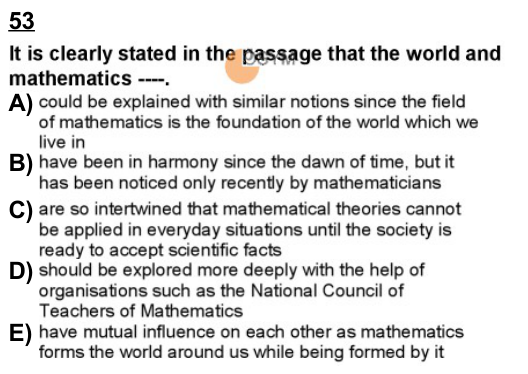 53
It is clearly stated in the passage that the world and
mathematics ----.
A) could be explained with similar notions since the field
of mathematics is the foundation of the world which we
live in
B) have been in harmony since the dawn of time, but it
has been noticed only recently by mathematicians
C) are so intertwined that mathematical theories cannot
be applied in everyday situations until the society is
ready to accept scientific facts
D) should be explored more deeply with the help of
organisations such as the National Council of
Teachers of Mathematics
E) have mutual influence on each other as mathematics
forms the world around us while being formed by it